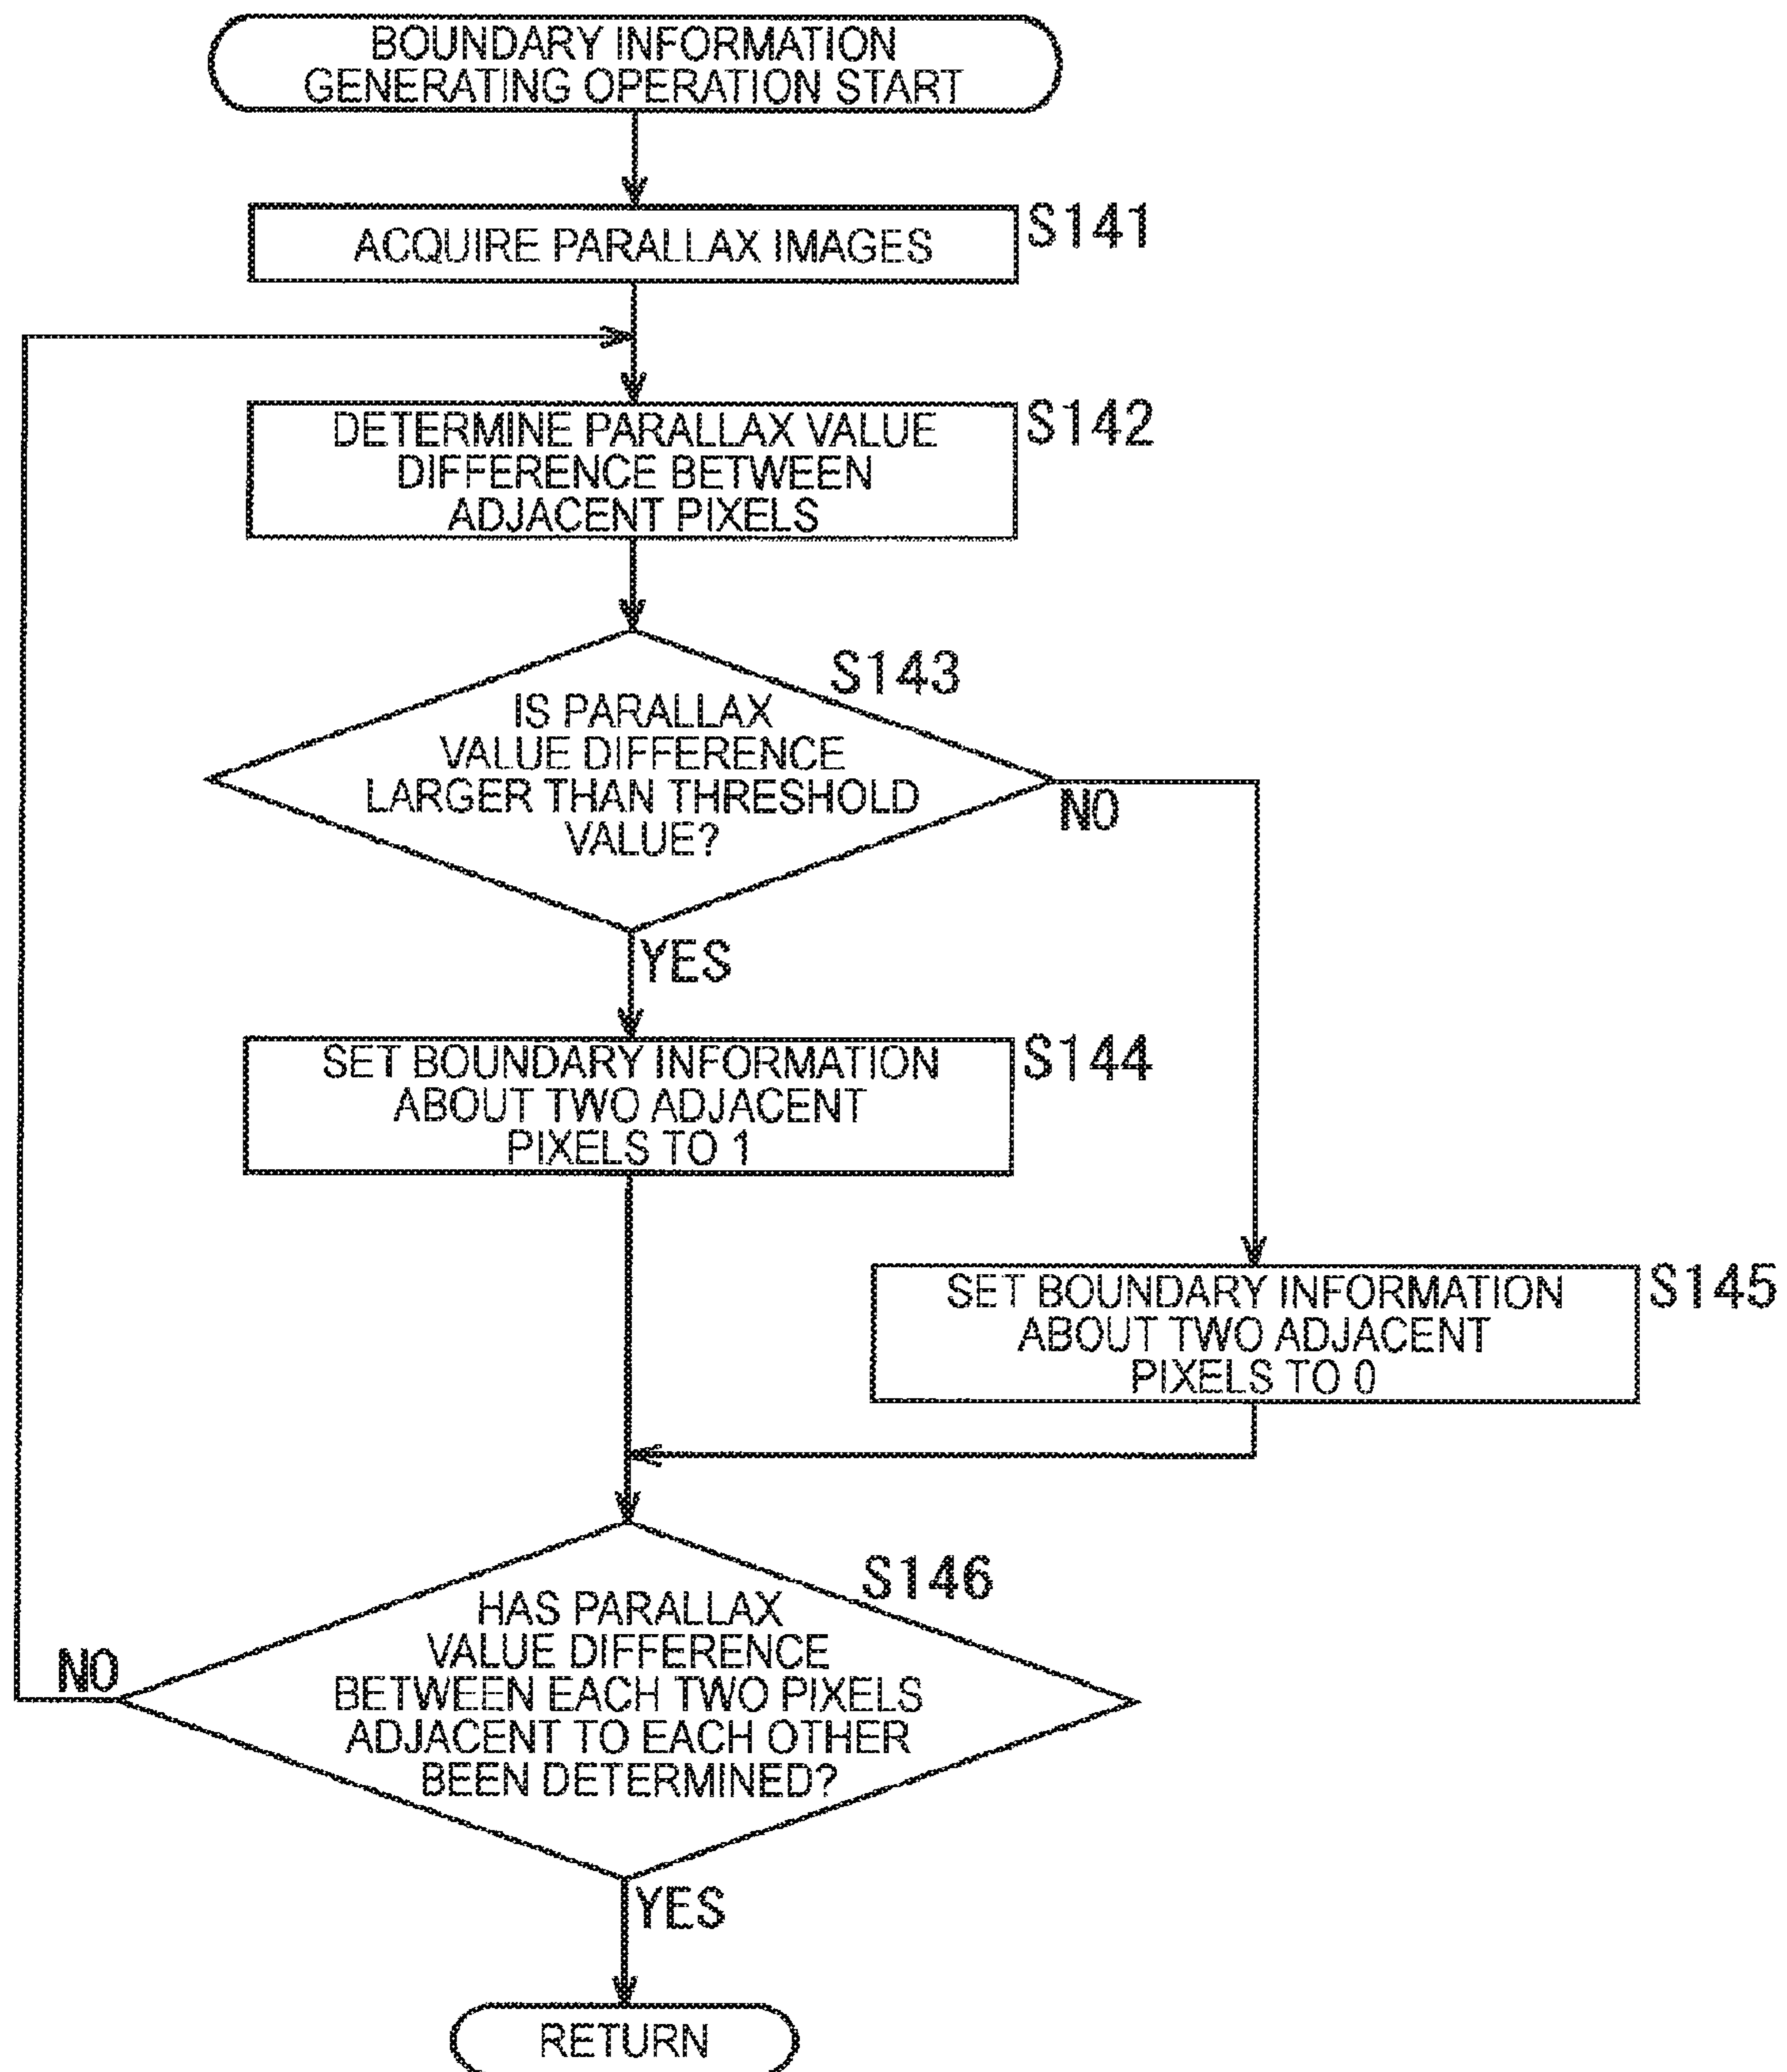 BOUNDARY INFORMATION
GENERATING OPERATION START
ACQUIRE PARALLAX IMAGES
S141
DETERMINE PARALLAX VALUE
DIFFERENCE BETWEEN
ADJACENT PIXELS
S142
S143
IS PARALLAX
VALUE DIFFERENCE
LARGER THAN THRESHOLD
VALUE?
NO
YES
SET BOUNDARY INFORMATION
ABOUT TWO ADJACENT
PIXELS TO 1
S144
SET BOUNDARY INFORMATION
ABOUT TWO ADJACENT
PIXELS TO 0
S145
S146
HAS PARALLAX
VALUE DIFFERENCE
BETWEEN EACH TWO PIXELS
ADJACENT TO EACH OTHER
BEEN DETERMINED?
NO
YES
RETURN